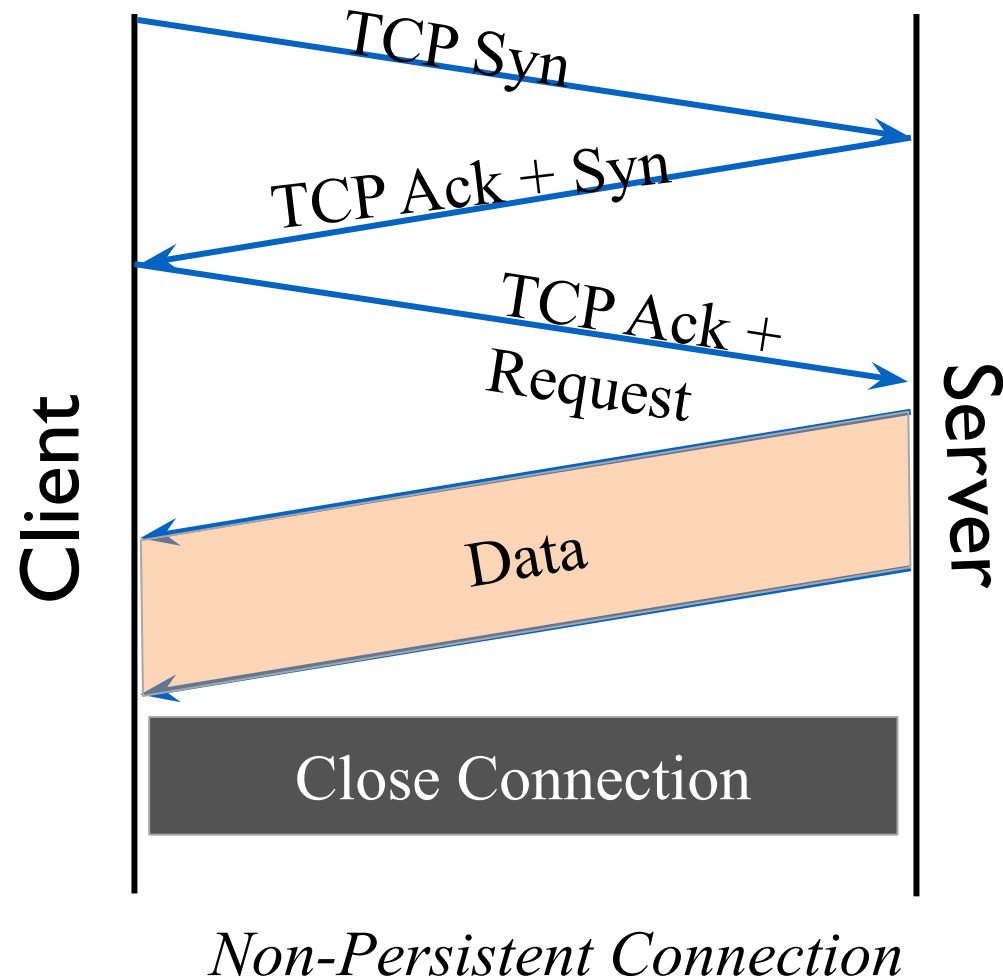 TCP Syn
TCP Ack + Syn
TCP Ack +
Request
Client
Server
Data
Close Connection
Non-Persistent Connection